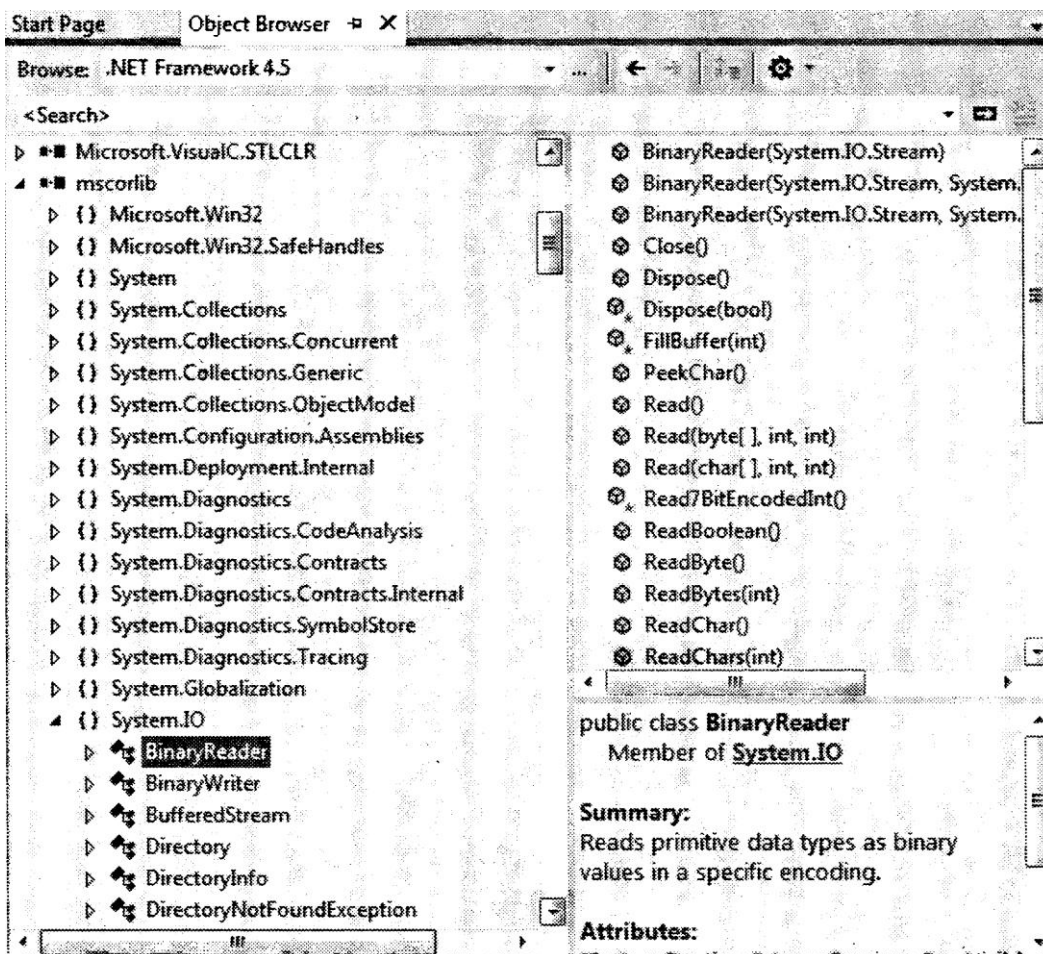 Start Page
Object Browser
Browse: .NET Framework 4.5
...
<Search>
Microsoft.VisualC.STLCLR
mscorlib
{} Microsoft.Win32
{} Microsoft.Win32.SafeHandles
{} System
{} System.Collections
{} System.Collections.Concurrent
{} System.Collections.Generic
{} System.Collections.ObjectModel
{} System.Configuration.Assemblies
{} System.Deployment.Internal
{} System.Diagnostics
{} System.Diagnostics.CodeAnalysis
{} System.Diagnostics.Contracts
{} System.Diagnostics.Contracts.Internal
{} System.Diagnostics.SymbolStore
{} System.Diagnostics.Tracing
{} System.Globalization
{} System.IO
BinaryReader
BinaryWriter
BufferedStream
Directory
DirectoryInfo
DirectoryNotFoundException
BinaryReader(System.IO.Stream)
BinaryReader(System.IO.Stream, System.
BinaryReader(System.IO.Stream, System.
Close()
Dispose()
Dispose(bool)
FillBuffer(int)
PeekChar()
Read()
Read(byte[ ], int, int)
Read(char[ ], int, int)
Read7BitEncodedInt()
ReadBoolean()
ReadByte()
ReadBytes(int)
ReadChar()
ReadChars(int)
public class BinaryReader
Member of System.IO
Summary:
Reads primitive data types as binary
values in a specific encoding.
Attributes: